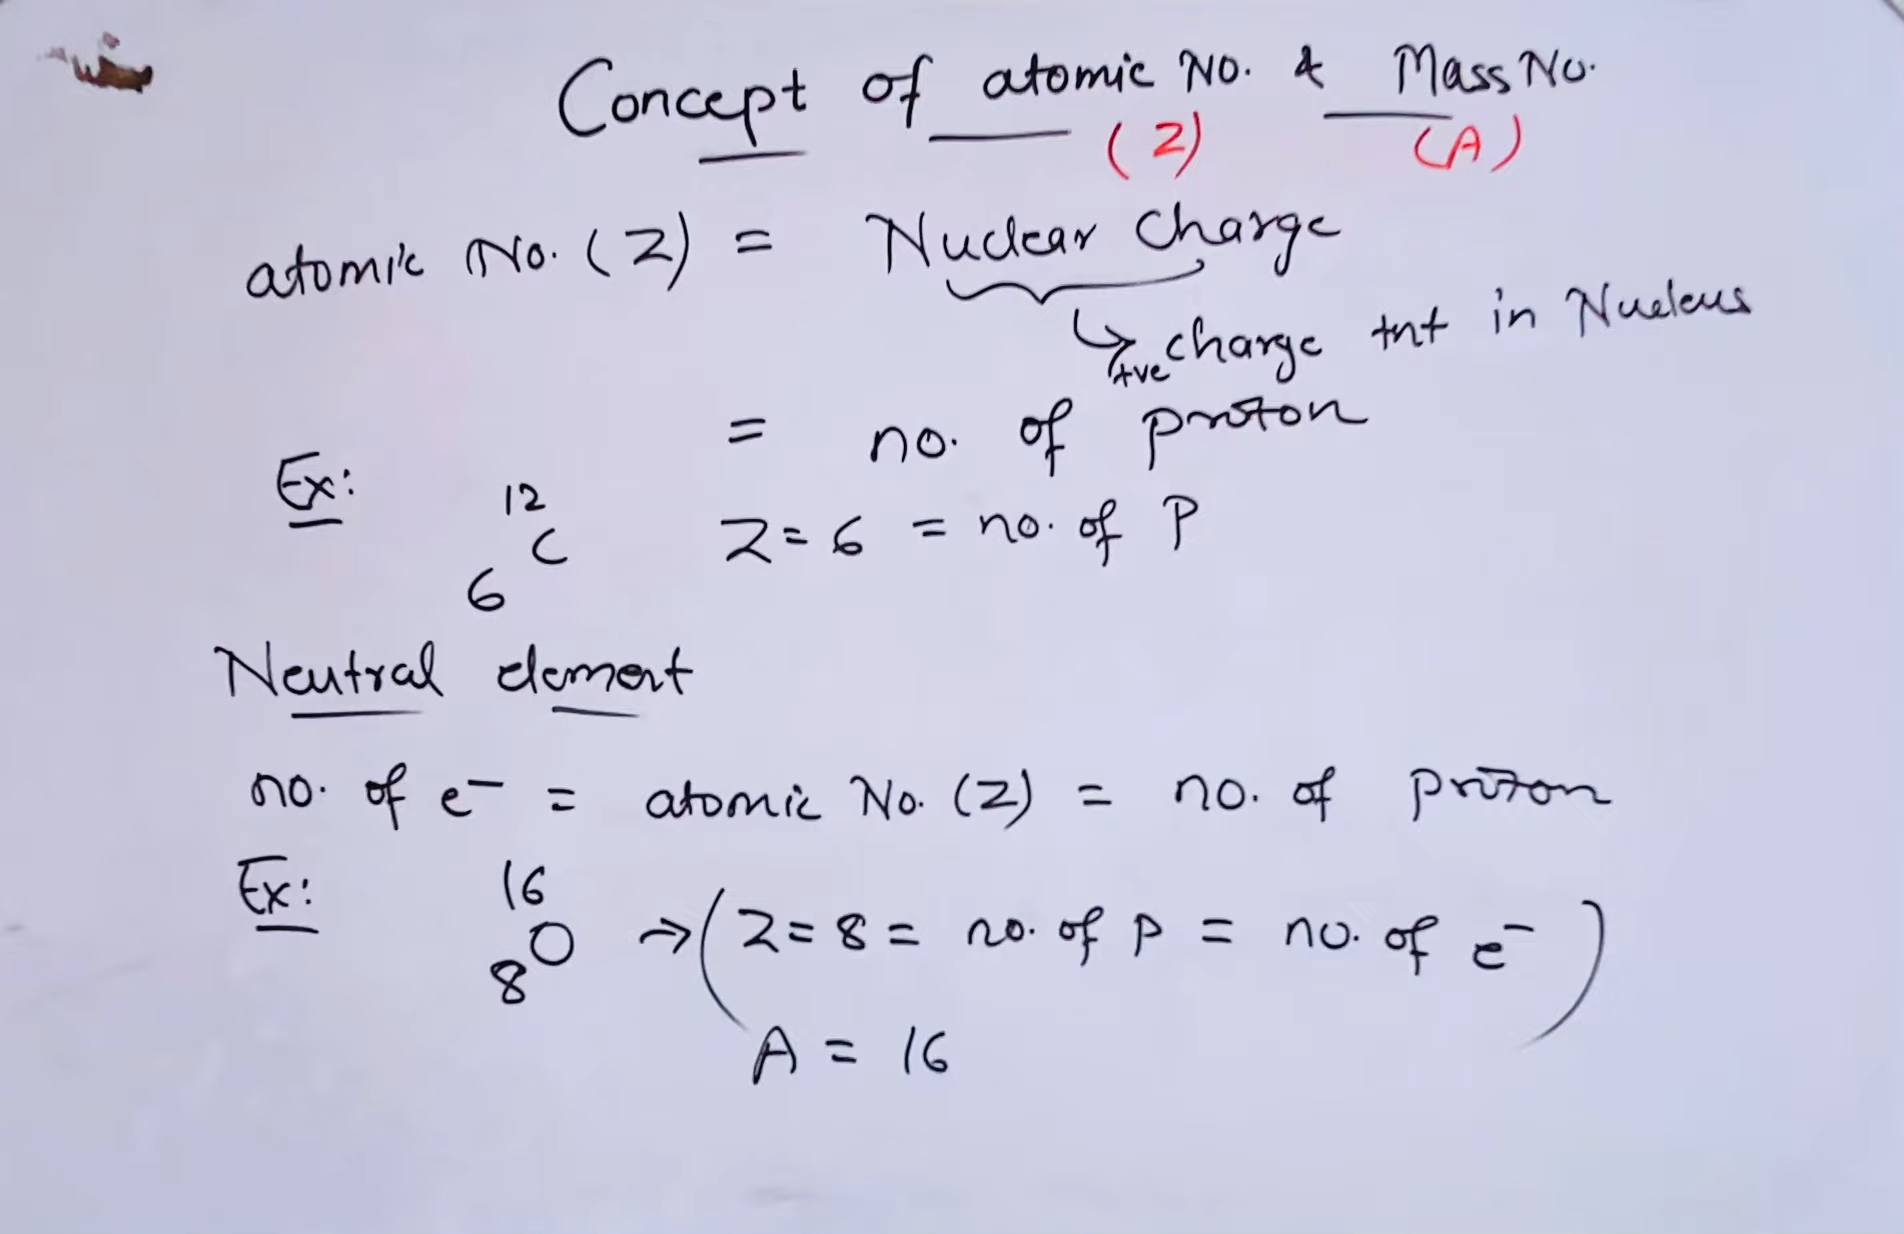 Concept of atomic No. & Mass No.
(Z) (A)
atomic No. (Z) = Nuclear Charge
+ve charge tnt in Nucleus
= no. of proton
Ex: 12
6 C Z = 6 = no. of P
Neutral element
no. of e- = atomic No. (Z) = no. of proton
Ex: 16
8 O → (Z = 8 = no. of P = no. of e-)
A = 16